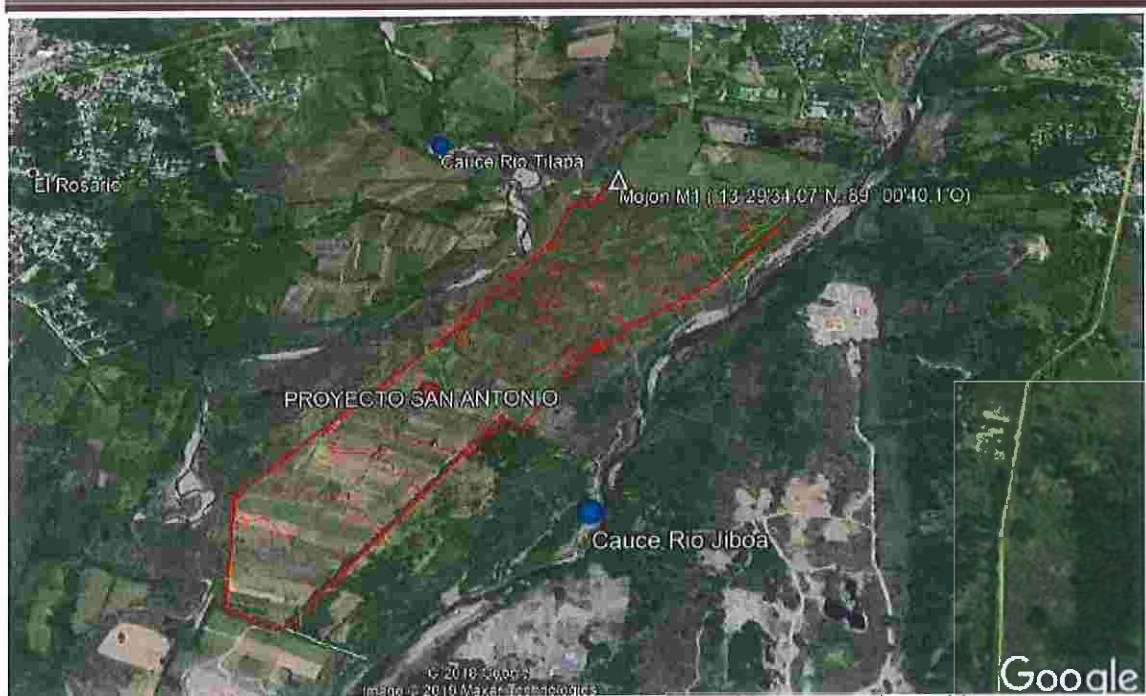 Cauce Rio Tilapa
El Rosario
Mojon M1 ( 13 29'34.07"N. 89 00'40.1"O)
PROYECTO SAN ANTONIO
Cauce Rio Jiboa
© 2018 Google
Image © 2019 Maxar Technologies
Google